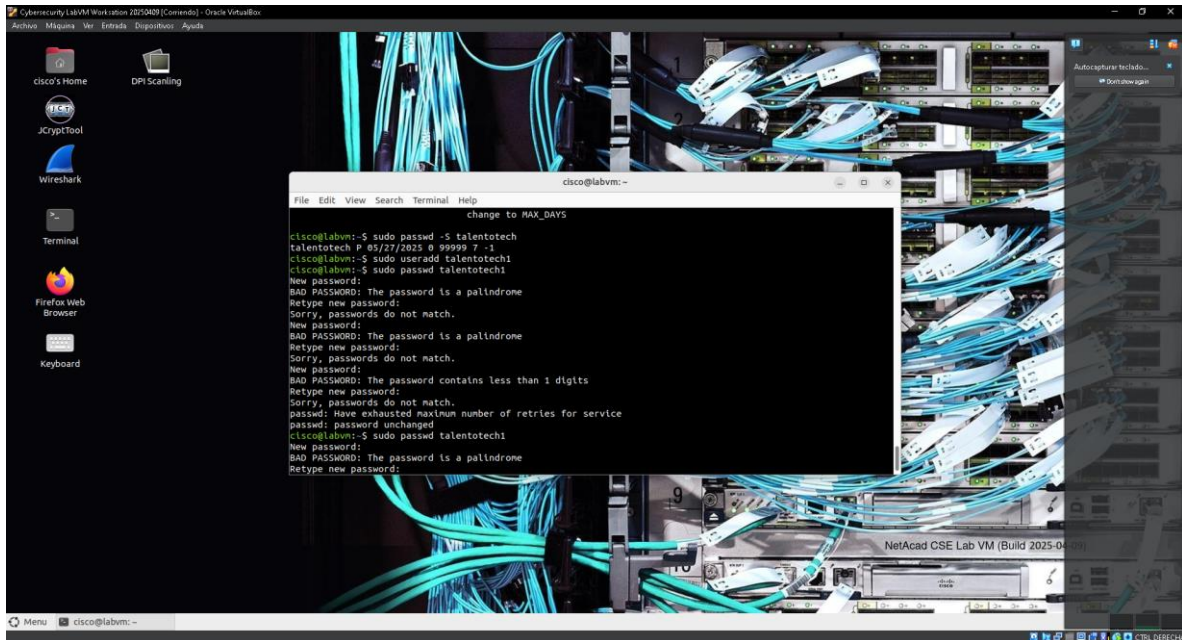 Cybersecurity LabVM Worksation 20250409 [Corriendo] - Oracle VirtualBox
Archivo Máquina Ver Entrada Dispositivos Ayuda
cisco's Home
DPI Scanling
JCT
JCryptTool
Wireshark
Terminal
Firefox Web
Browser
Keyboard
Autocapturar teclado...
Dont show again
cisco@labvm: ~
File Edit View Search Terminal Help
change to MAX_DAYS
cisco@labvm:~$ sudo passwd -S talentotech
talentotech P 05/27/2025 0 99999 7 -1
cisco@labvm:~$ sudo useradd talentotech1
cisco@labvm:~$ sudo passwd talentotech1
New password:
BAD PASSWORD: The password is a palindrome
Retype new password:
Sorry, passwords do not match.
New password:
BAD PASSWORD: The password is a palindrome
Retype new password:
Sorry, passwords do not match.
New password:
BAD PASSWORD: The password contains less than 1 digits
Retype new password:
Sorry, passwords do not match.
passwd: Have exhausted maximum number of retries for service
passwd: password unchanged
cisco@labvm:~$ sudo passwd talentotech1
New password:
BAD PASSWORD: The password is a palindrome
Retype new password:
1
2
9
10
NetAcad CSE Lab VM (Build 2025-04-09)
Menu
cisco@labvm: ~
CTRL DERECHA